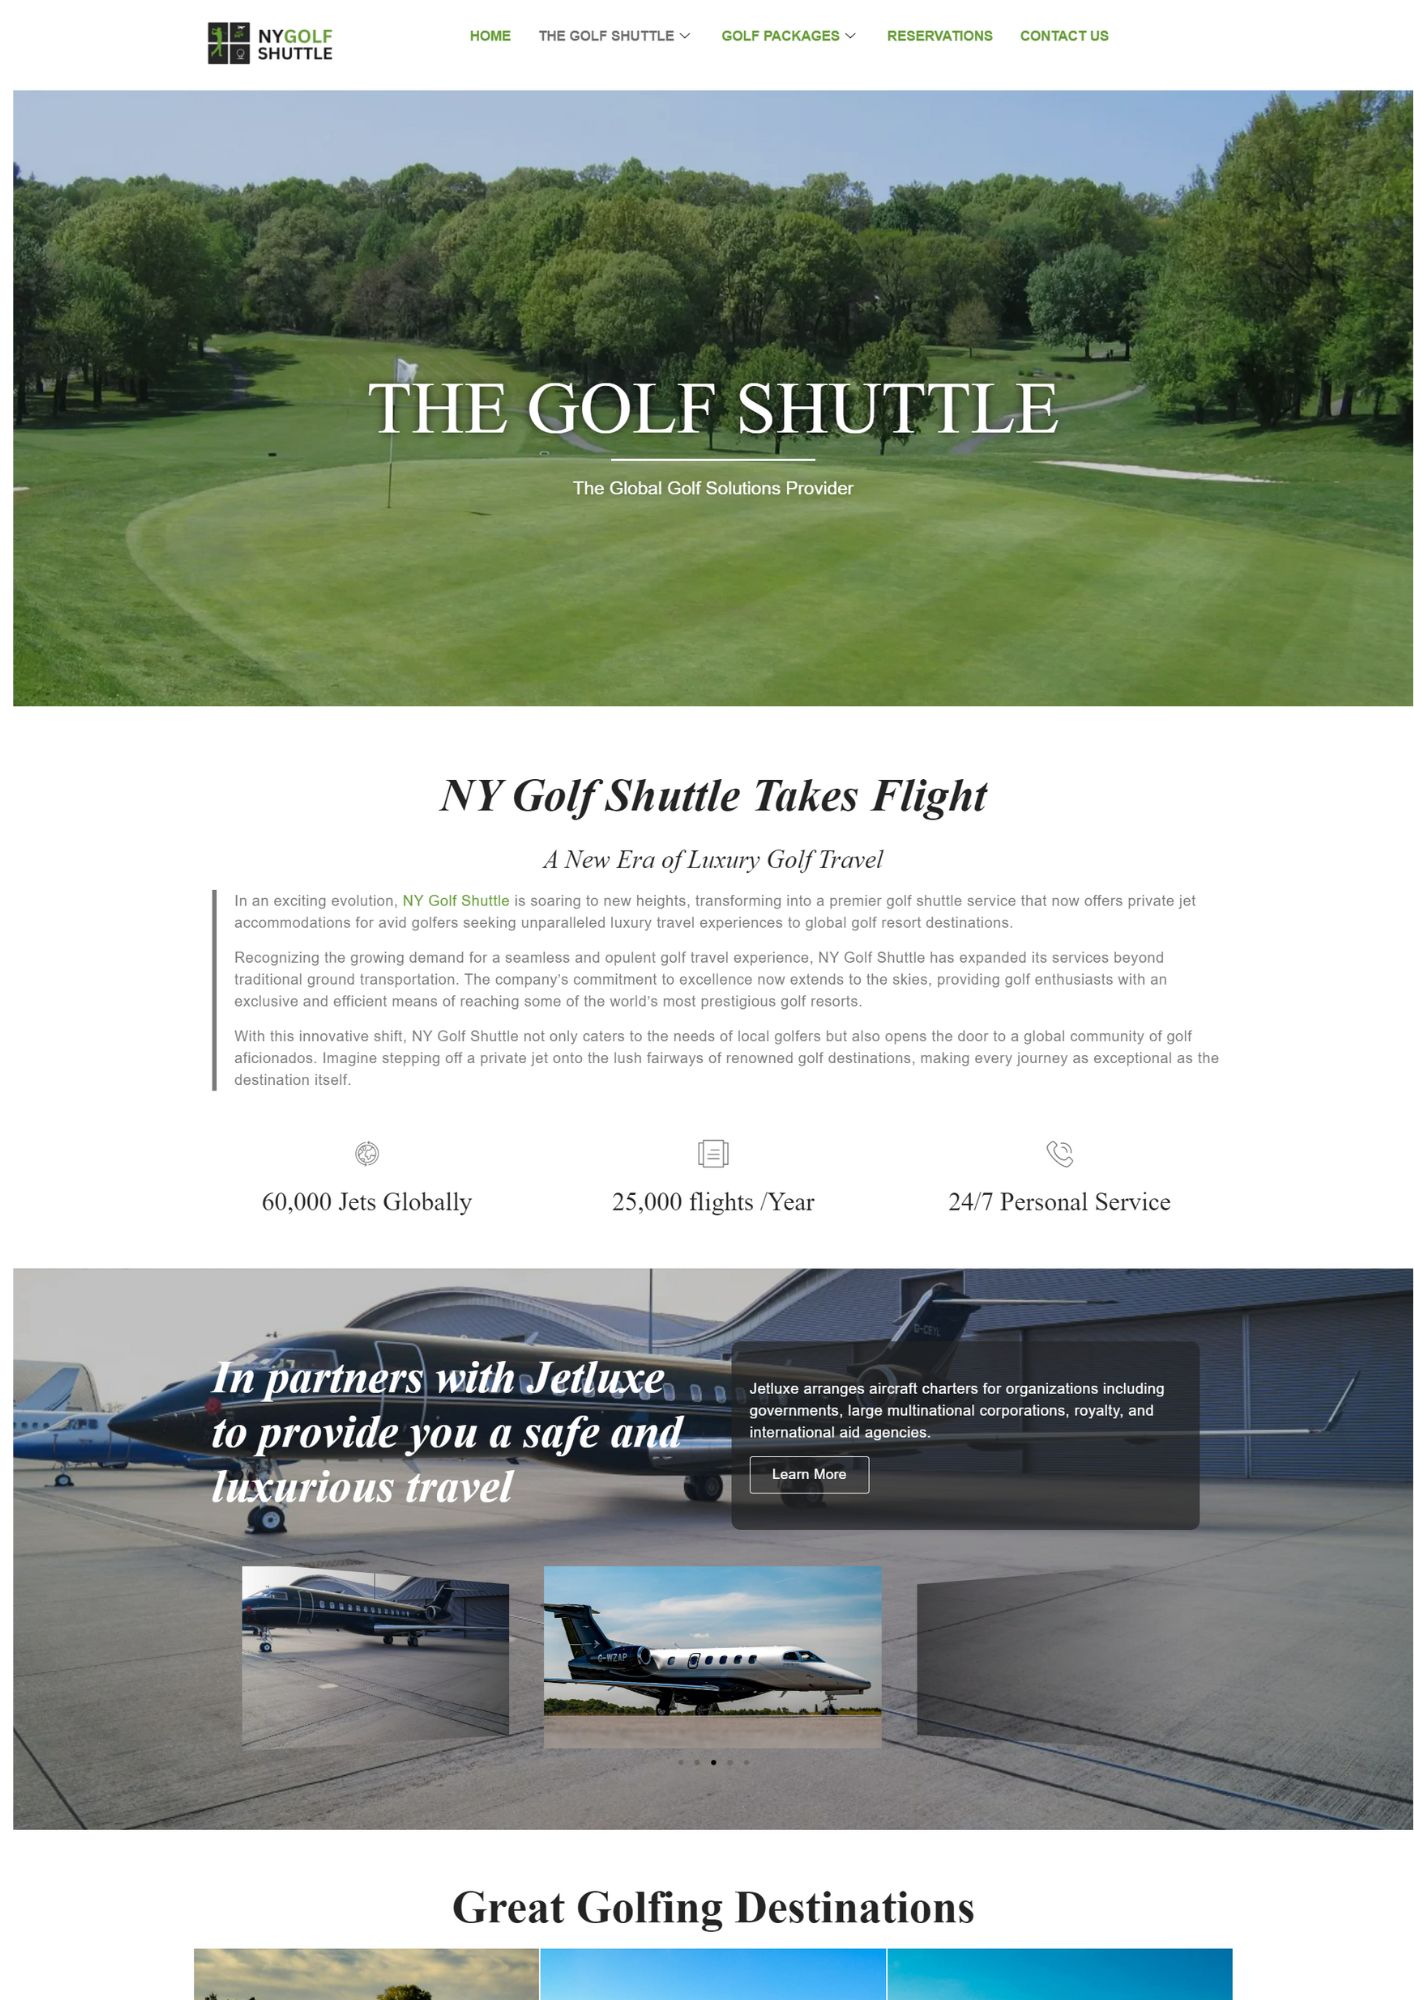 NYGOLF
SHUTTLE
HOME
THE GOLF SHUTTLE
GOLF PACKAGES
RESERVATIONS
CONTACT US
THE GOLF SHUTTLE
The Global Golf Solutions Provider
NY Golf Shuttle Takes Flight
A New Era of Luxury Golf Travel
In an exciting evolution, NY Golf Shuttle is soaring to new heights, transforming into a premier golf shuttle service that now offers private jet
accommodations for avid golfers seeking unparalleled luxury travel experiences to global golf resort destinations.
Recognizing the growing demand for a seamless and opulent golf travel experience, NY Golf Shuttle has expanded its services beyond
traditional ground transportation. The company's commitment to excellence now extends to the skies, providing golf enthusiasts with an
exclusive and efficient means of reaching some of the world's most prestigious golf resorts.
With this innovative shift, NY Golf Shuttle not only caters to the needs of local golfers but also opens the door to a global community of golf
aficionados. Imagine stepping off a private jet onto the lush fairways of renowned golf destinations, making every journey as exceptional as the
destination itself.
60,000 Jets Globally
25,000 flights /Year
24/7 Personal Service
D-CEYL
In partners with Jetluxe
to provide you a safe and
luxurious travel
Jetluxe arranges aircraft charters for organizations including
governments, large multinational corporations, royalty, and
international aid agencies.
Learn More
G-WZAP
Great Golfing Destinations